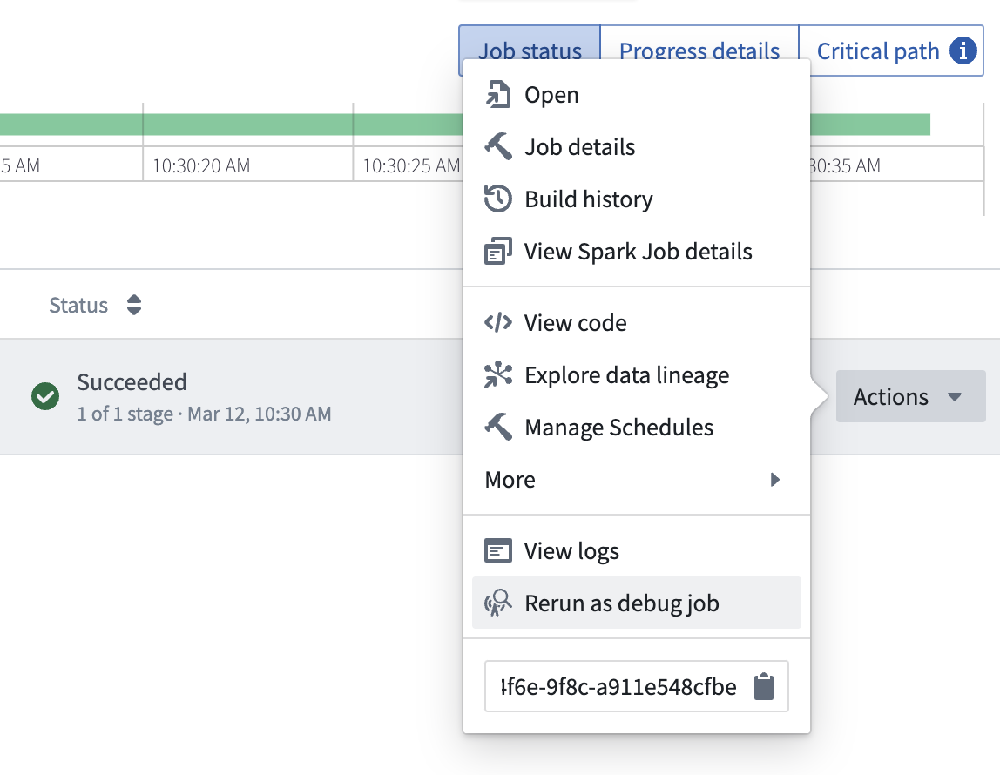 Job status Progress details Critical path
5 AM 10:30:20 AM 10:30:25 AM 30:35 AM
Open
Job details
Build history
View Spark Job details
Status
View code
Explore data lineage
Manage Schedules
More
Succeeded
1 of 1 stage · Mar 12, 10:30 AM
Actions
View logs
Rerun as debug job
4f6e-9f8c-a911e548cfbe